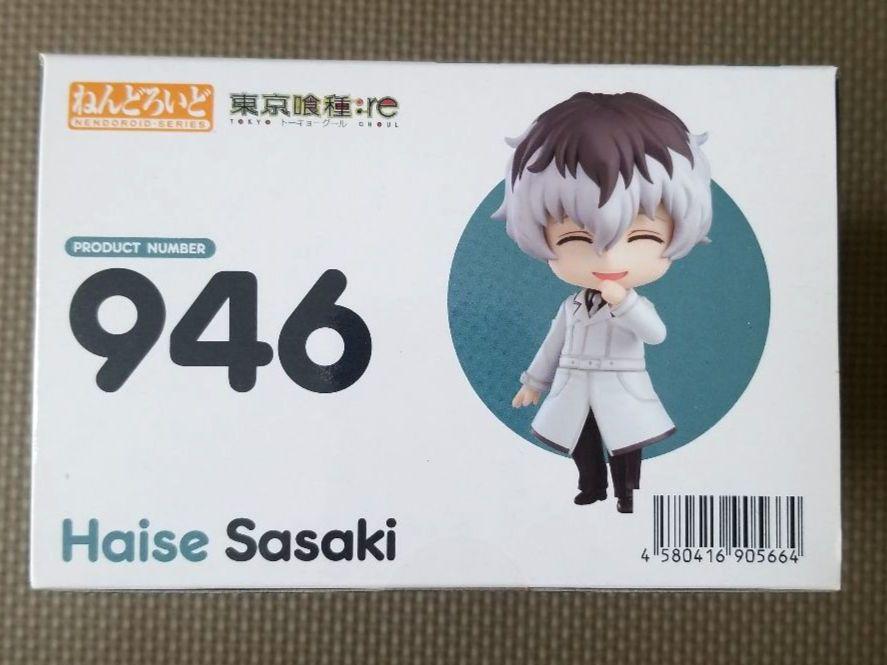 ねんどろいど
NENDOROID-SERIES
東京喰種:re
TOKYO トーキョーグール GHOUL
PRODUCT NUMBER
946
Haise Sasaki
4 580416 905664